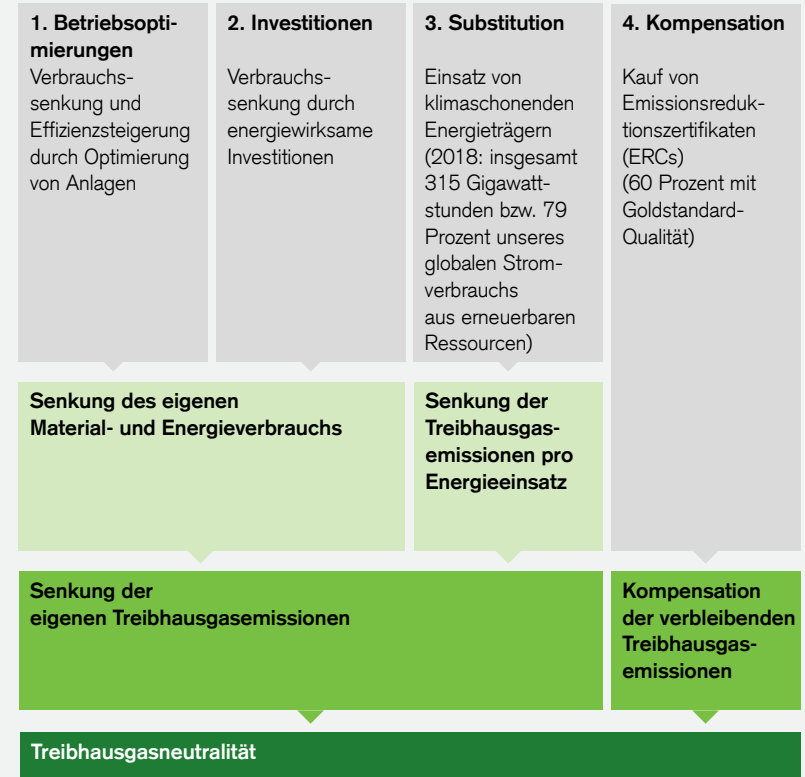 1. Betriebsopti-
mierungen
Verbrauchs-
senkung und
Effizienzsteigerung
durch Optimierung
von Anlagen
2. Investitionen
Verbrauchs-
senkung durch
energiewirksame
Investitionen
3. Substitution
Einsatz von
klimaschonenden
Energieträgern
(2018: insgesamt
315 Gigawatt-
stunden bzw. 79
Prozent unseres
globalen Strom-
verbrauchs
aus erneuerbaren
Ressourcen)
4. Kompensation
Kauf von
Emissionsreduk-
tionszertifikaten
(ERCs)
(60 Prozent mit
Goldstandard-
Qualität)
Senkung des eigenen
Material- und Energieverbrauchs
Senkung der
Treibhausgas-
emissionen pro
Energieeinsatz
Senkung der
eigenen Treibhausgasemissionen
Kompensation
der verbleibenden
Treibhausgas-
emissionen
Treibhausgasneutralität